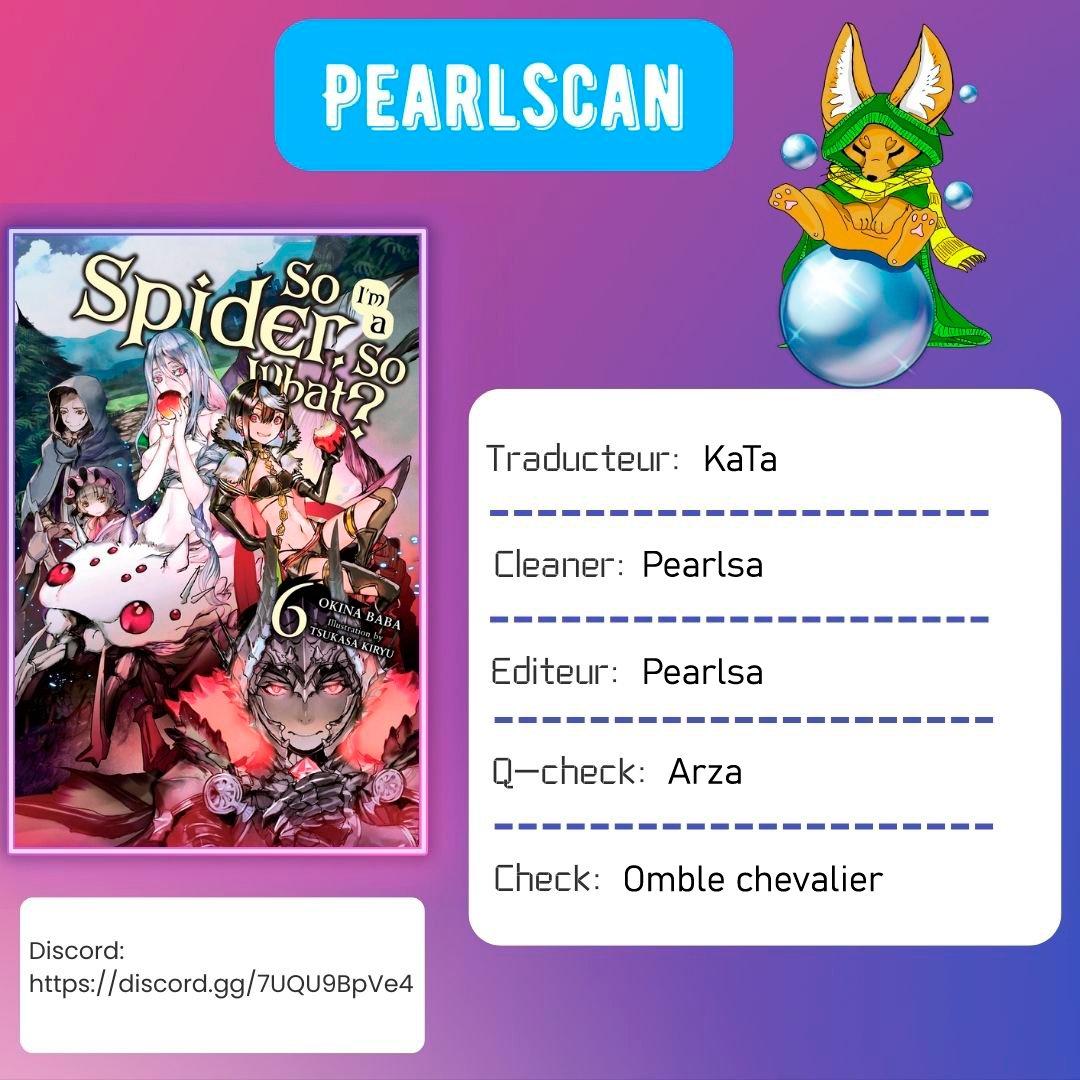 PEARLSCAN
So I'm a
Spider, So
What?
6
OKINA BABA
Illustration by
TSUKASA KIRYU
Traducteur: KaTa
Cleaner: Pearlsa
Editeur: Pearlsa
Q-check: Arza
Check: Omble chevalier
Discord:
https://discord.gg/7UQU9BpVe4